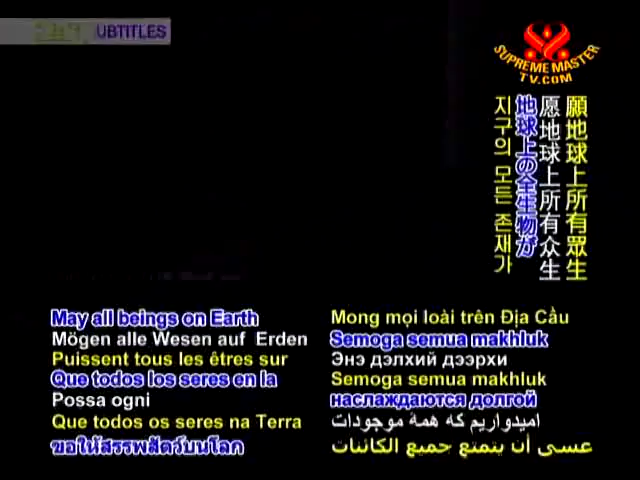 UBTITLES
SUPREME MASTER
TV.COM
願地球上所有眾生
愿地球上所有众生
地球上の全生物が
지구의 모든 존재가
May all beings on Earth
Mögen alle Wesen auf Erden
Puissent tous les êtres sur
Que todos los seres en la
Possa ogni
Que todos os seres na Terra
ขอให้สรรพสัตว์บนโลก
Mong mọi loài trên Địa Cầu
Semoga semua makhluk
Энэ дэлхий дээрхи
Semoga semua makhluk
наслаждаются долгой
امیدواریم که همهٔ موجودات
عسى أن يتمتع جميع الكائنات